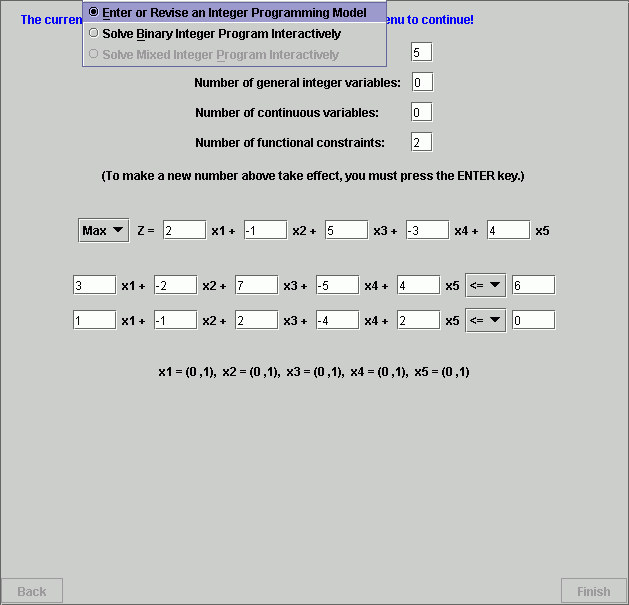 Enter or Revise an Integer Programming Model
The curren enu to continue!
Solve Binary Integer Program Interactively
Solve Mixed Integer Program Interactively
5
Number of general integer variables: 0
Number of continuous variables: 0
Number of functional constraints: 2
(To make a new number above take effect, you must press the ENTER key.)
Max Z = 2 x1 + -1 x2 + 5 x3 + -3 x4 + 4 x5
3 x1 + -2 x2 + 7 x3 + -5 x4 + 4 x5 <= 6
1 x1 + -1 x2 + 2 x3 + -4 x4 + 2 x5 <= 0
x1 = (0 ,1), x2 = (0 ,1), x3 = (0 ,1), x4 = (0 ,1), x5 = (0 ,1)
Back Finish